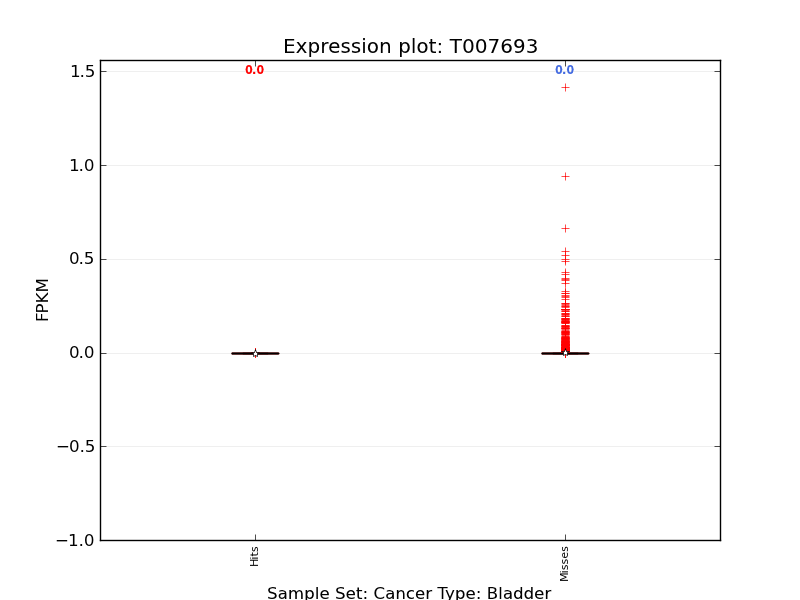 Expression plot: T007693
0.0 0.0
1.5
1.0
0.5
0.0
−0.5
−1.0
FPKM
Hits Misses
Sample Set: Cancer Type: Bladder